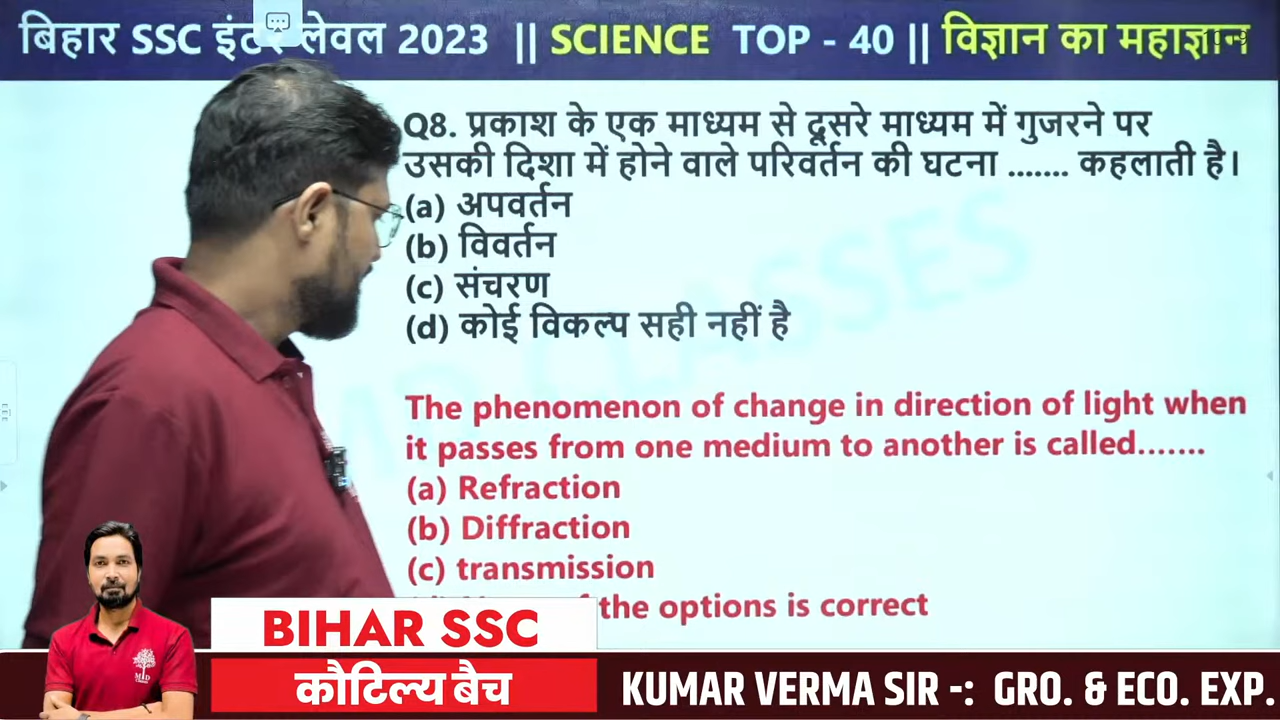 बिहार SSC इंटर लेवल 2023 || SCIENCE TOP - 40 || विज्ञान का महाज्ञान
Q8. प्रकाश के एक माध्यम से दूसरे माध्यम में गुजरने पर
उसकी दिशा में होने वाले परिवर्तन की घटना ....... कहलाती है।
(a) अपवर्तन
(b) विवर्तन
(c) संचरण
(d) कोई विकल्प सही नहीं है
The phenomenon of change in direction of light when
it passes from one medium to another is called.......
(a) Refraction
(b) Diffraction
(c) transmission
the options is correct
BIHAR SSC
कौटिल्य बैच
KUMAR VERMA SIR -: GRO. & ECO. EXP.